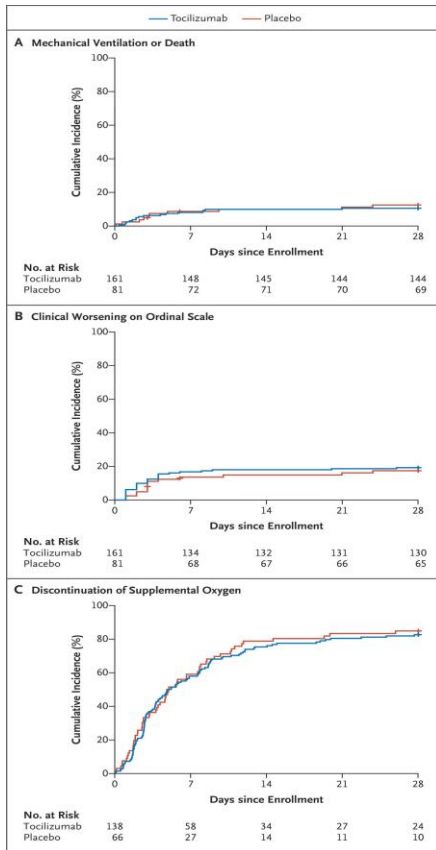 Tocilizumab Placebo
A Mechanical Ventilation or Death
100
80
60
40
20
0
Cumulative Incidence (%)
0 7 14 21 28
Days since Enrollment
No. at Risk
Tocilizumab 161 148 145 144 144
Placebo 81 72 71 70 69
B Clinical Worsening on Ordinal Scale
100
80
60
40
20
0
Cumulative Incidence (%)
0 7 14 21 28
Days since Enrollment
No. at Risk
Tocilizumab 161 134 132 131 130
Placebo 81 68 67 66 65
C Discontinuation of Supplemental Oxygen
100
80
60
40
20
0
Cumulative Incidence (%)
0 7 14 21 28
Days since Enrollment
No. at Risk
Tocilizumab 138 58 34 27 24
Placebo 66 27 14 11 10